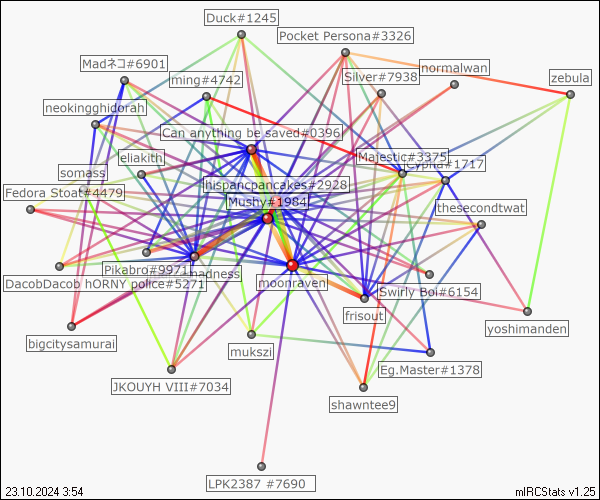 Duck#1245
Pocket Persona#3326
Madネコ#6901
ming#4742
Silver#7938
normalwan
zebula
neokingghidorah
Can anything be saved#0396
eliakith
Majestic#3375
Cypha#1717
somass
hispancpancakes#2928
Fedora Stoat#4479
Mushy#1984
thesecondtwat
Pikabro#9971
madness
DacobDacob hORNY police#5271
moonraven
Swirly Boi#6154
frisout
yoshimanden
bigcitysamurai
mukszi
Eg.Master#1378
JKOUYH VIII#7034
shawntee9
LPK2387 #7690
23.10.2024 3:54
mIRCStats v1.25